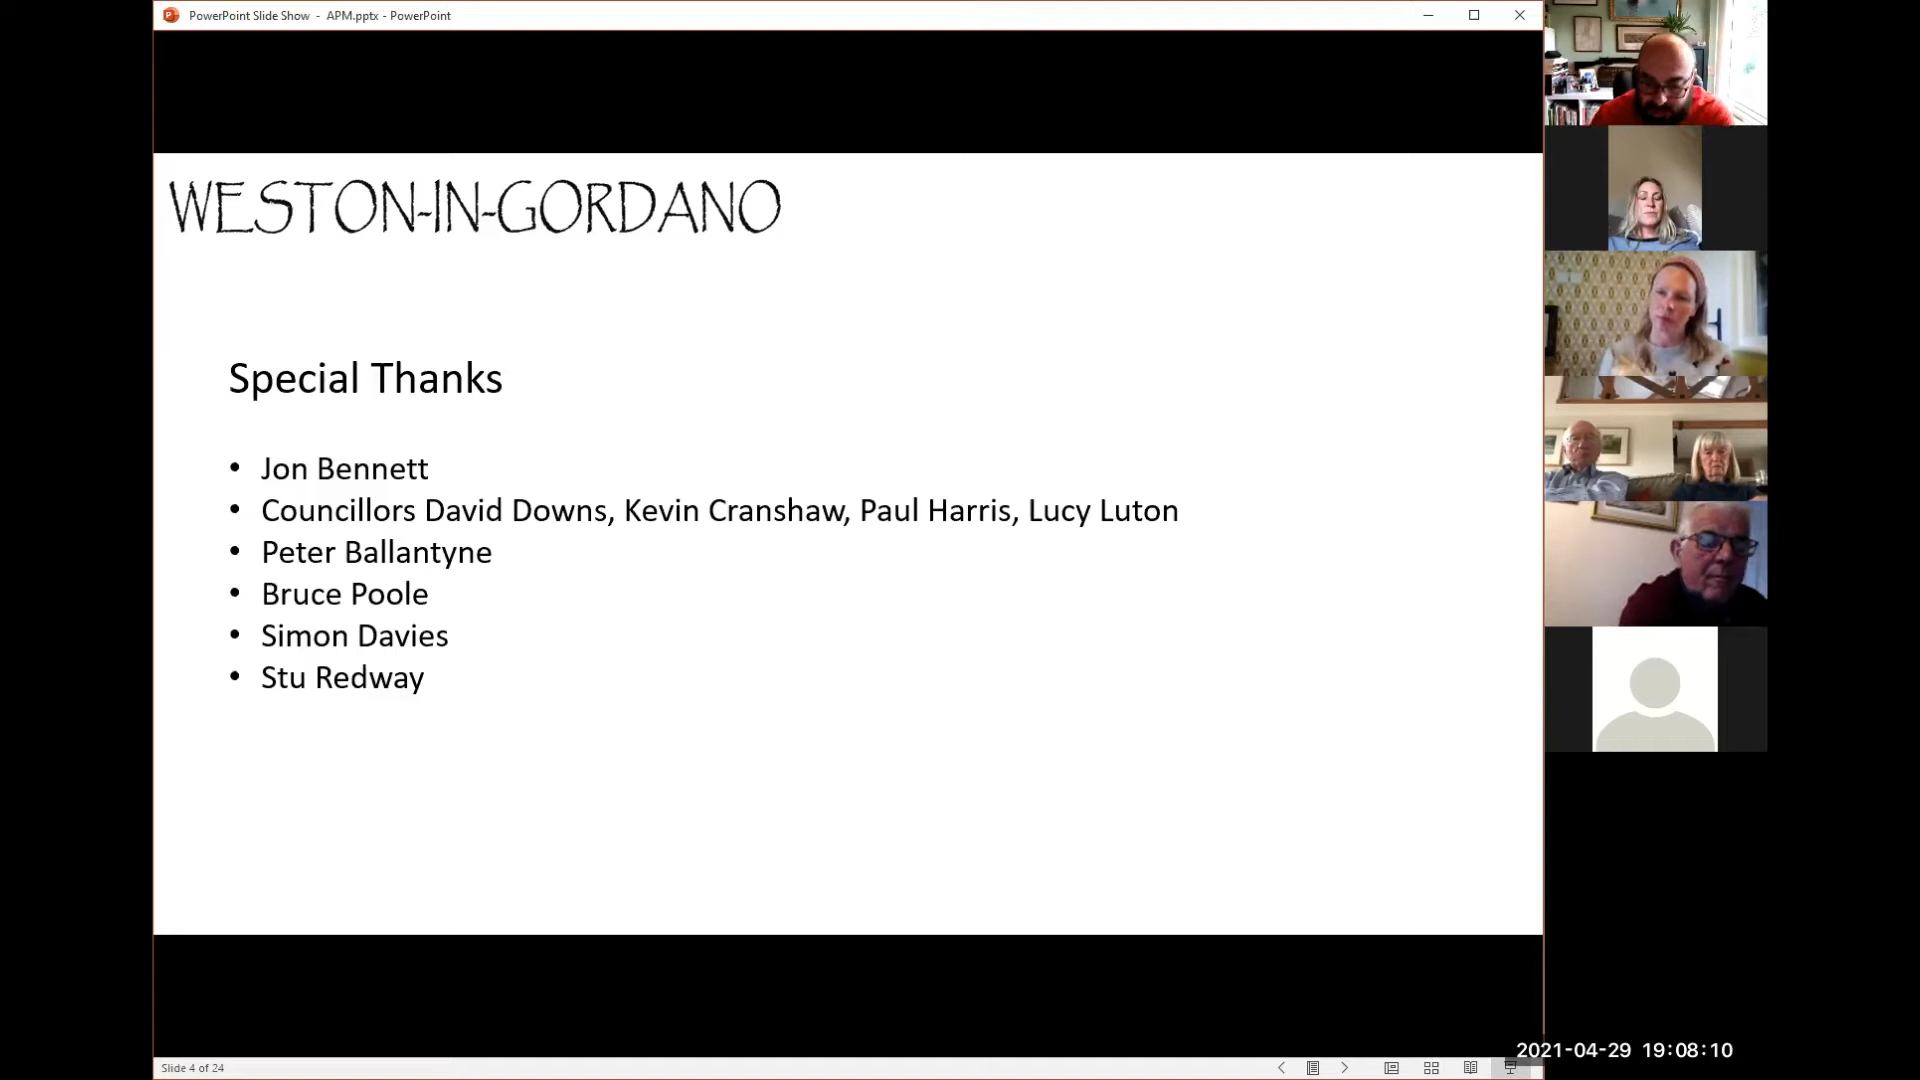 PowerPoint Slide Show - APM.pptx - PowerPoint
WESTON-IN-GORDANO
Special Thanks
• Jon Bennett
• Councillors David Downs, Kevin Cranshaw, Paul Harris, Lucy Luton
• Peter Ballantyne
• Bruce Poole
• Simon Davies
• Stu Redway
Slide 4 of 24
2021-04-29 19:08:10